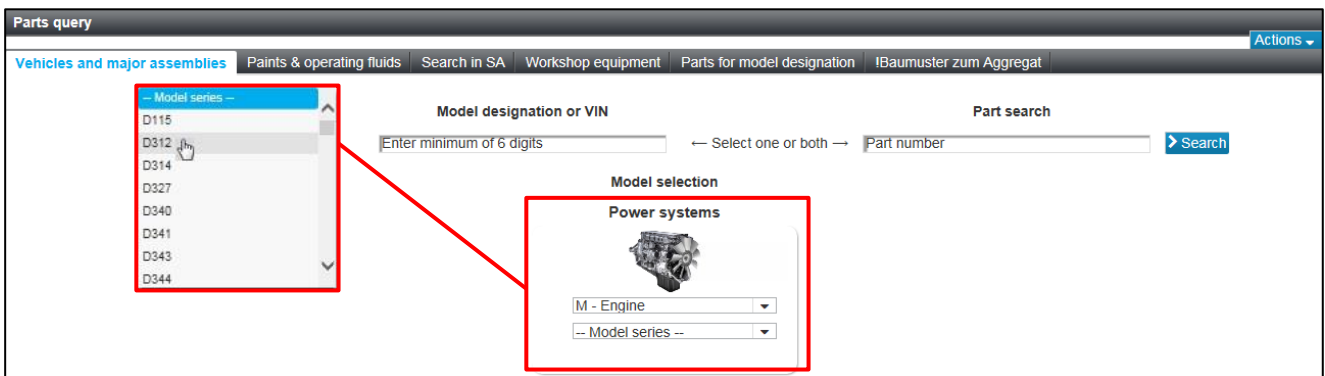 Parts query
Actions
Vehicles and major assemblies Paints & operating fluids Search in SA Workshop equipment Parts for model designation !Baumuster zum Aggregat
-- Model series --
D115
D312
D314
D327
D340
D341
D343
D344
Model designation or VIN
Part search
Enter minimum of 6 digits
← Select one or both →
Part number
Search
Model selection
Power systems
M - Engine
-- Model series --